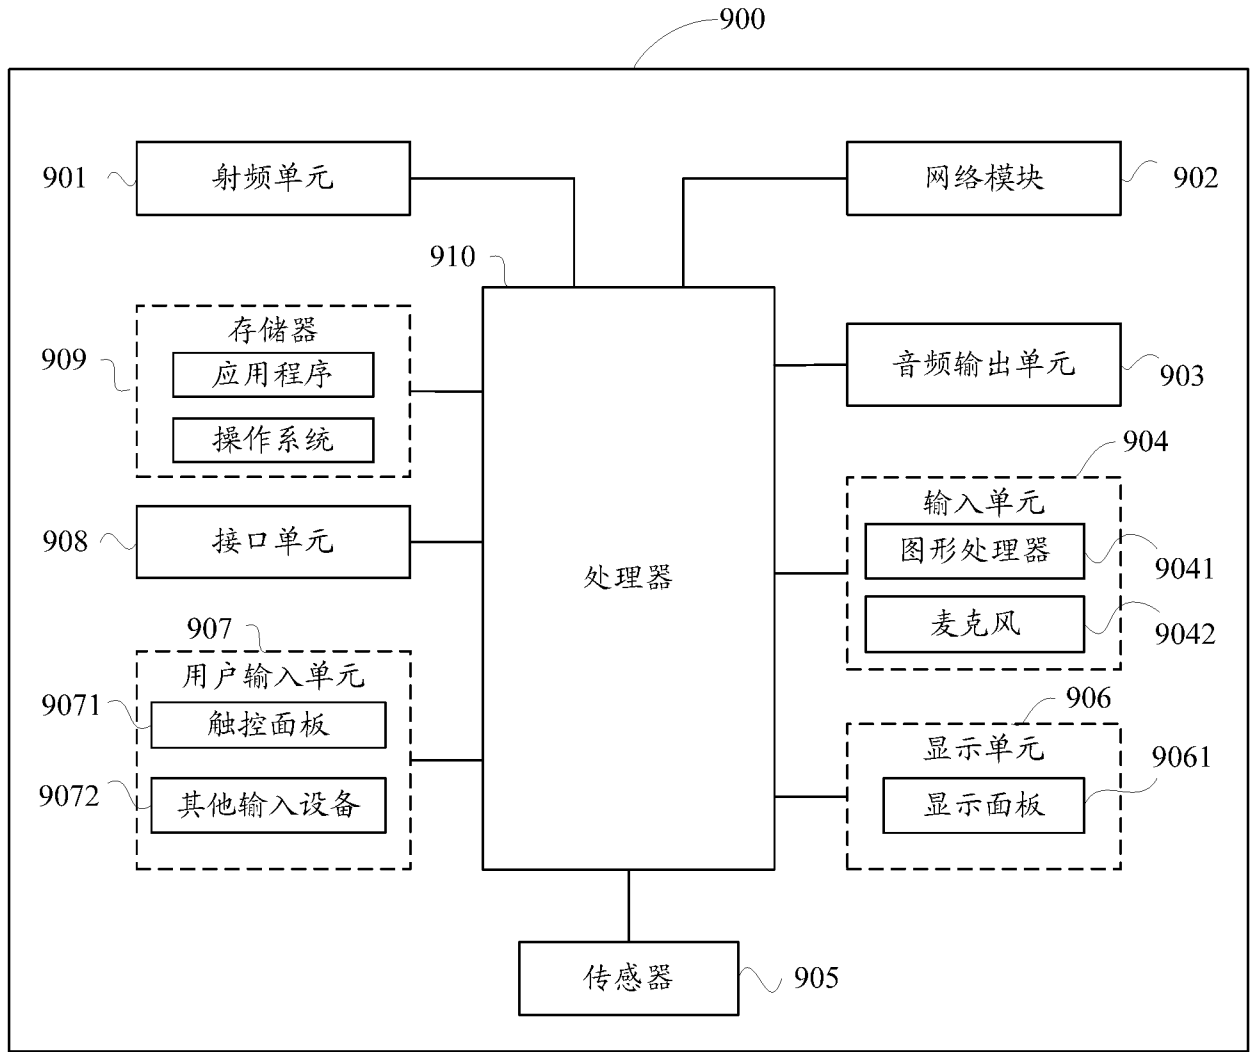 900
901
射频单元
网络模块
902
910
909
存储器
应用程序
操作系统
音频输出单元
903
904
输入单元
图形处理器
9041
麦克风
9042
908
接口单元
处理器
907
用户输入单元
9071
触控面板
9072
其他输入设备
906
显示单元
显示面板
9061
传感器
905